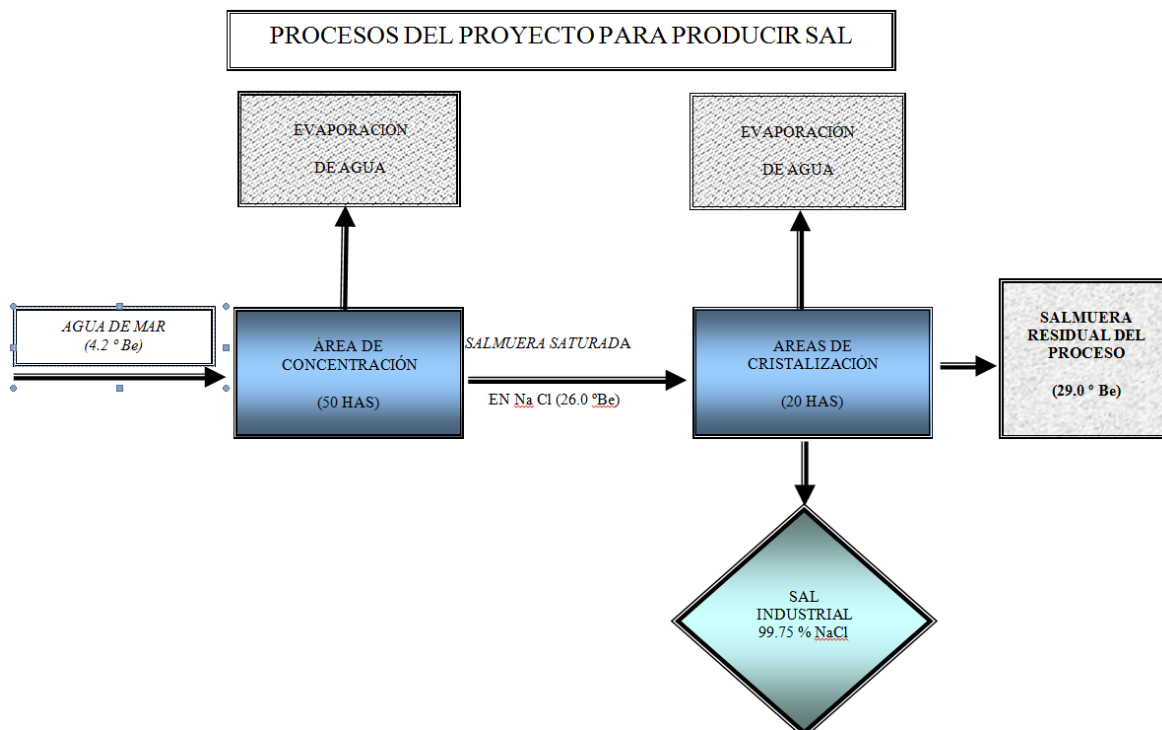 PROCESOS DEL PROYECTO PARA PRODUCIR SAL
EVAPORACIÓN
DE AGUA
EVAPORACIÓN
DE AGUA
AGUA DE MAR
(4.2 º Be)
ÁREA DE
CONCENTRACIÓN
(50 HAS)
SALMUERA SATURADA
EN Na Cl (26.0 ºBe)
AREAS DE
CRISTALIZACIÓN
(20 HAS)
SALMUERA
RESIDUAL DEL
PROCESO
(29.0 º Be)
SAL
INDUSTRIAL
99.75 % NaCl